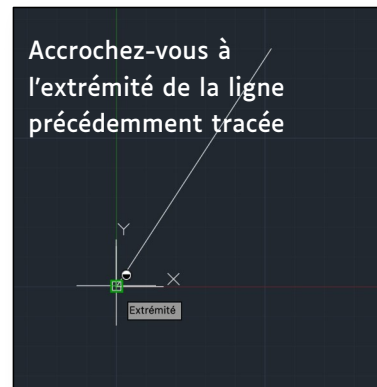 Accrochez-vous à
l'extrémité de la ligne
précédemment tracée
Y
X
Extrémité